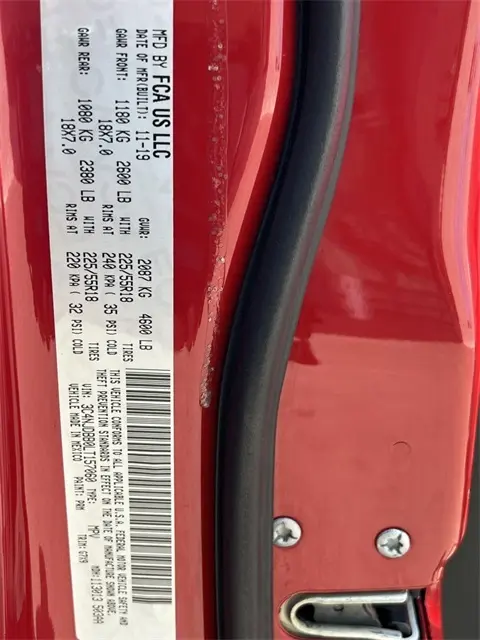 MFD BY FCA US LLC
DATE OF MFR(BUILT): 11-19 GVWR: 2087 KG 4600 LB
GAWR FRONT: 1180 KG 2600 LB WITH 225/55R18 TIRES
18X7.0 RIMS AT 240 KPA ( 35 PSI) COLD
GAWR REAR: 1080 KG 2380 LB WITH 225/55R18 TIRES
18X7.0 RIMS AT 220 KPA ( 32 PSI) COLD
THIS VEHICLE CONFORMS TO ALL APPLICABLE U.S.A. FEDERAL MOTOR VEHICLE SAFETY AND
THEFT PREVENTION STANDARDS IN EFFECT ON THE DATE OF MANUFACTURE SHOWN ABOVE.
VIN: 3C4NJDBB0LT157060 TYPE: MPV
VEHICLE MADE IN MEXICO PAINT: PRM TRIM: MDH: